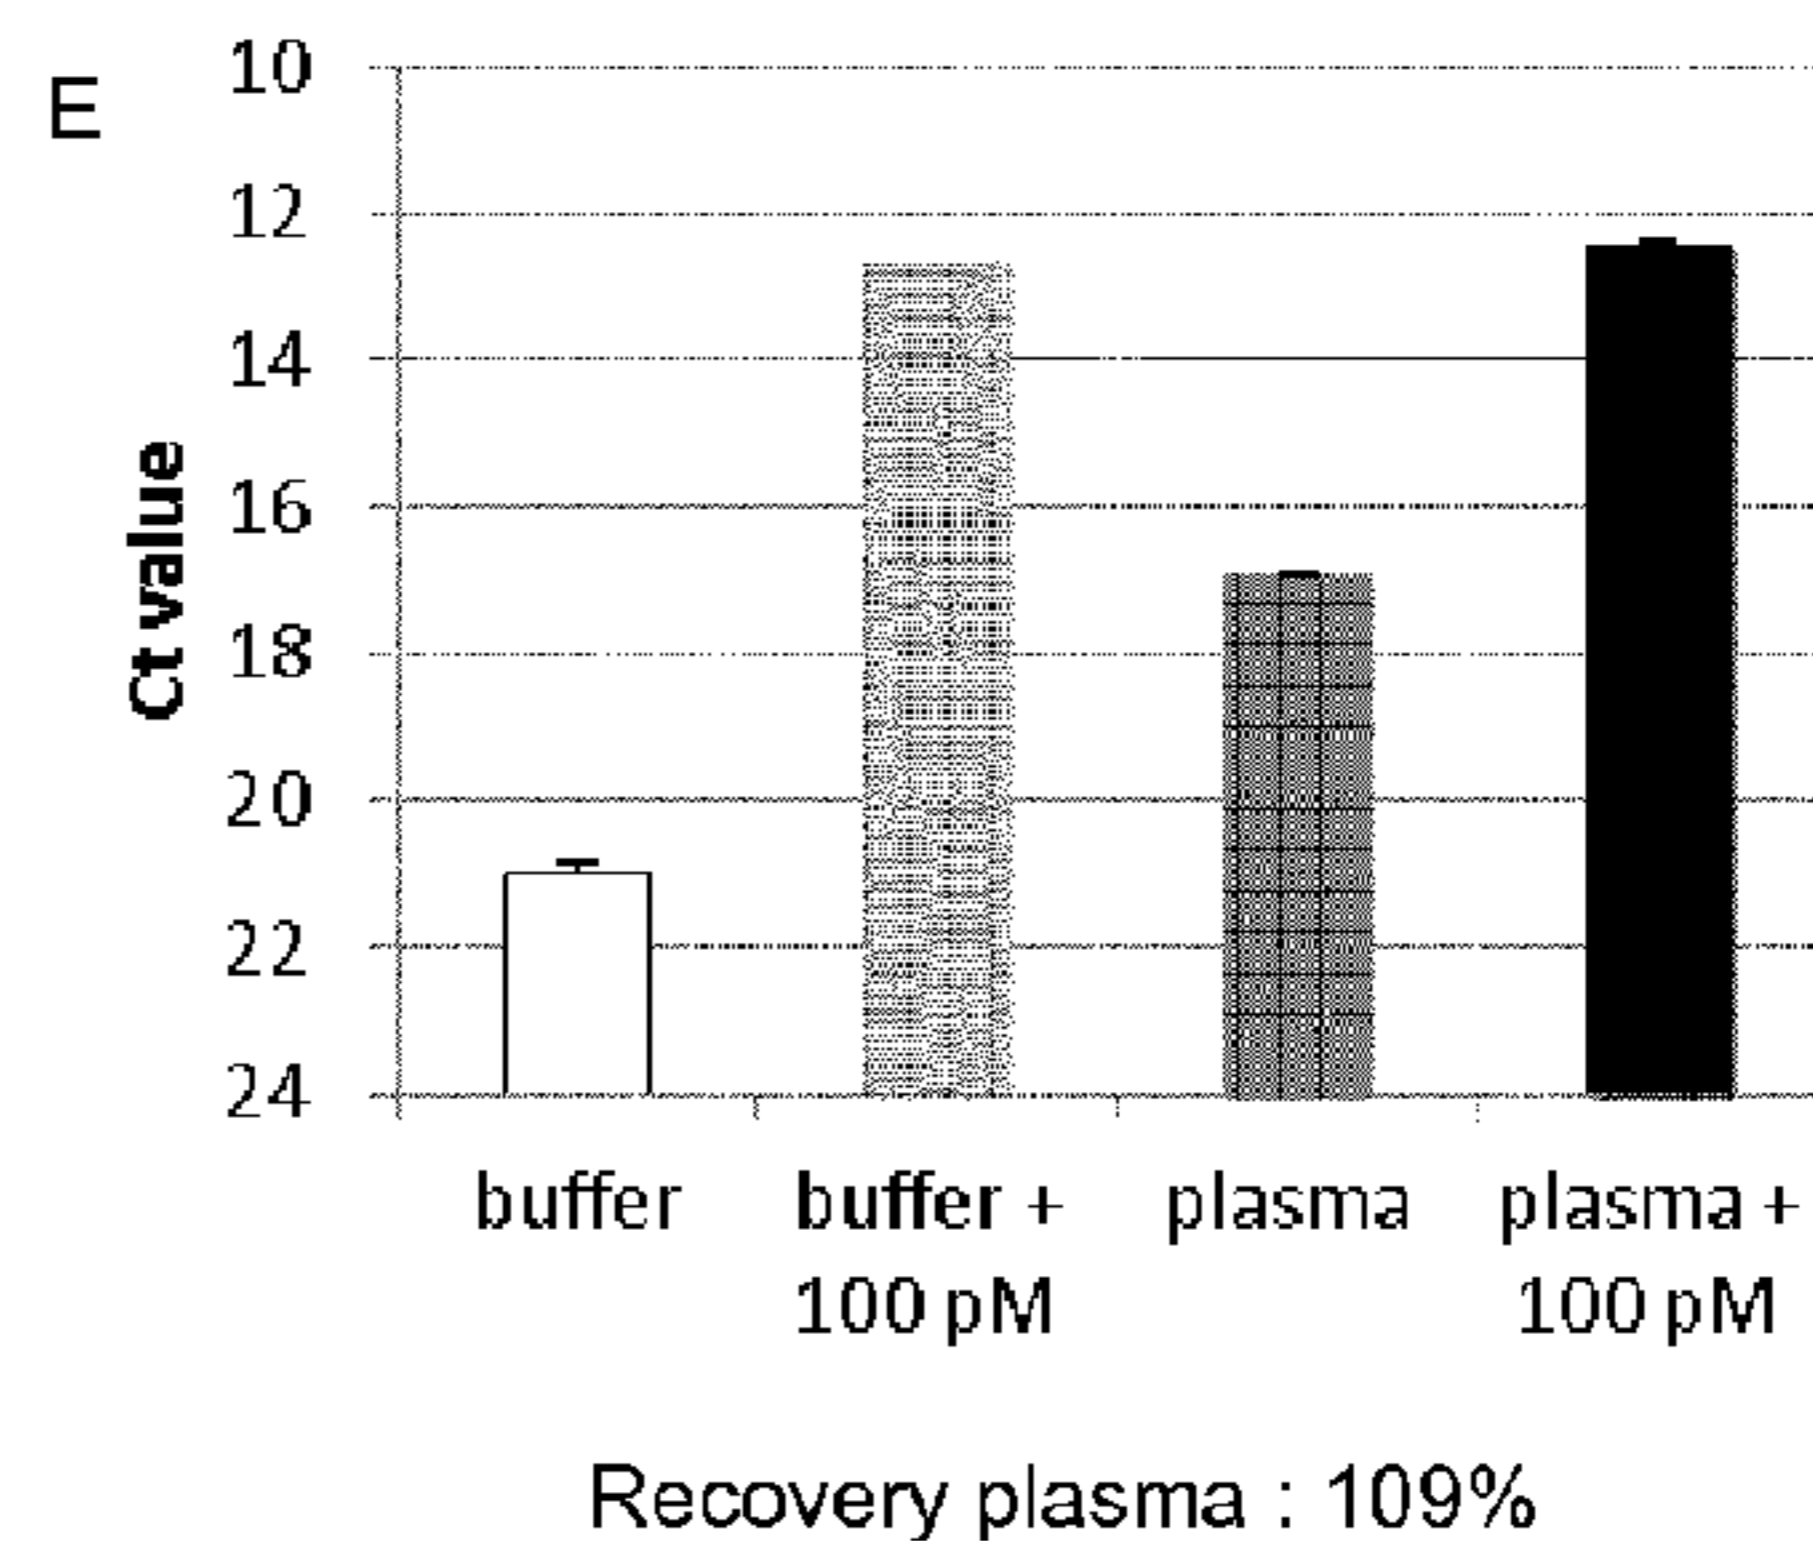 E
10
12
14
16
18
20
22
24
Ct value
buffer
buffer +
100 pM
plasma
plasma +
100 pM
Recovery plasma : 109%